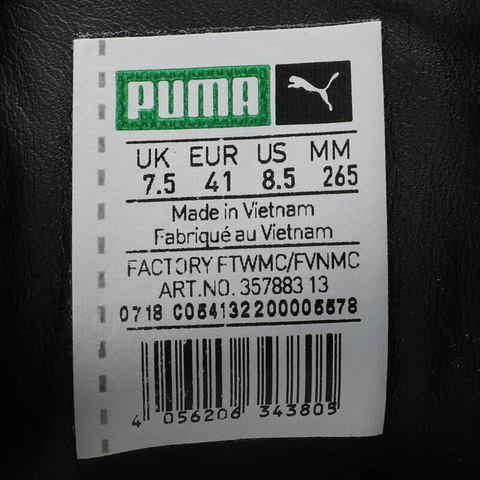 PUMA
UK EUR US MM
7.5 41 8.5 265
Made in Vietnam
Fabriqué au Vietnam
FACTORY FTWMC/FVNMC
ART.NO. 357883 13
0718 C054132200005578
4 056206 343805